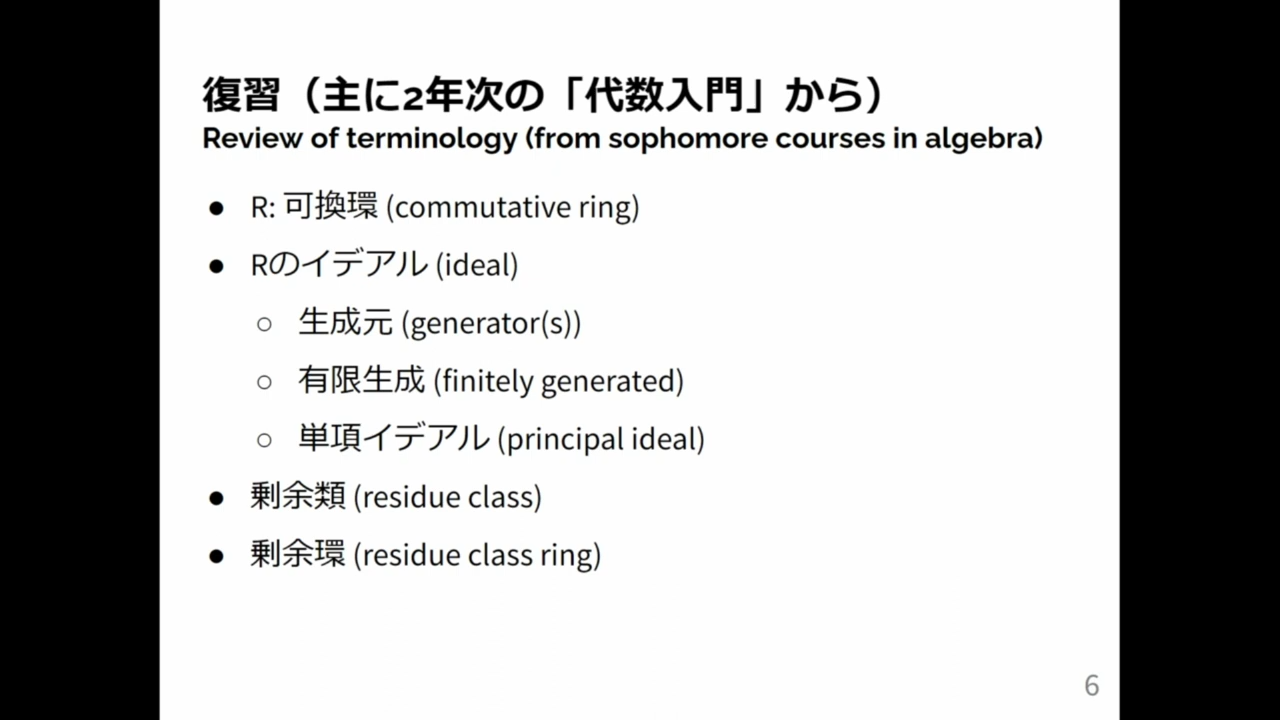 復習（主に2年次の「代数入門」から）
Review of terminology (from sophomore courses in algebra)
● R: 可換環 (commutative ring)
● Rのイデアル (ideal)
○ 生成元 (generator(s))
○ 有限生成 (finitely generated)
○ 単項イデアル (principal ideal)
● 剰余類 (residue class)
● 剰余環 (residue class ring)
6